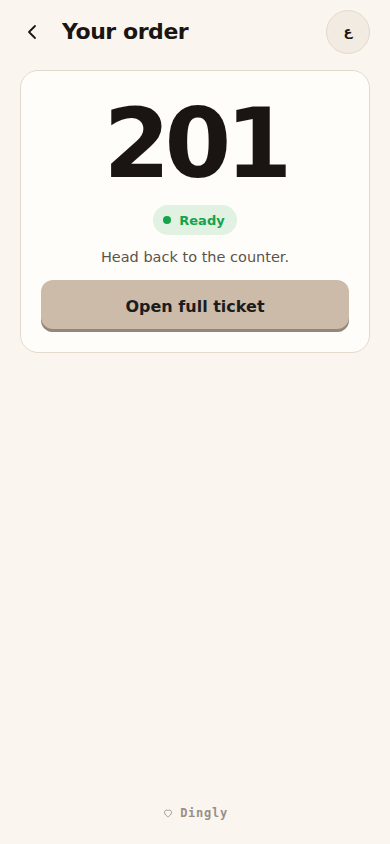 Your order
ع
201
Ready
Head back to the counter.
Open full ticket
Dingly